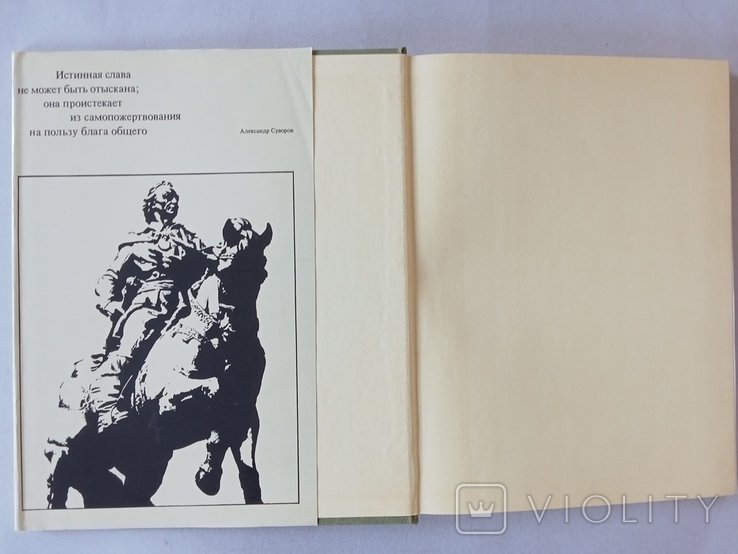 Истинная слава
не может быть отыскана;
она проистекает
из самопожертвования
на пользу блага общего
Александр Суворов
VIOLITY